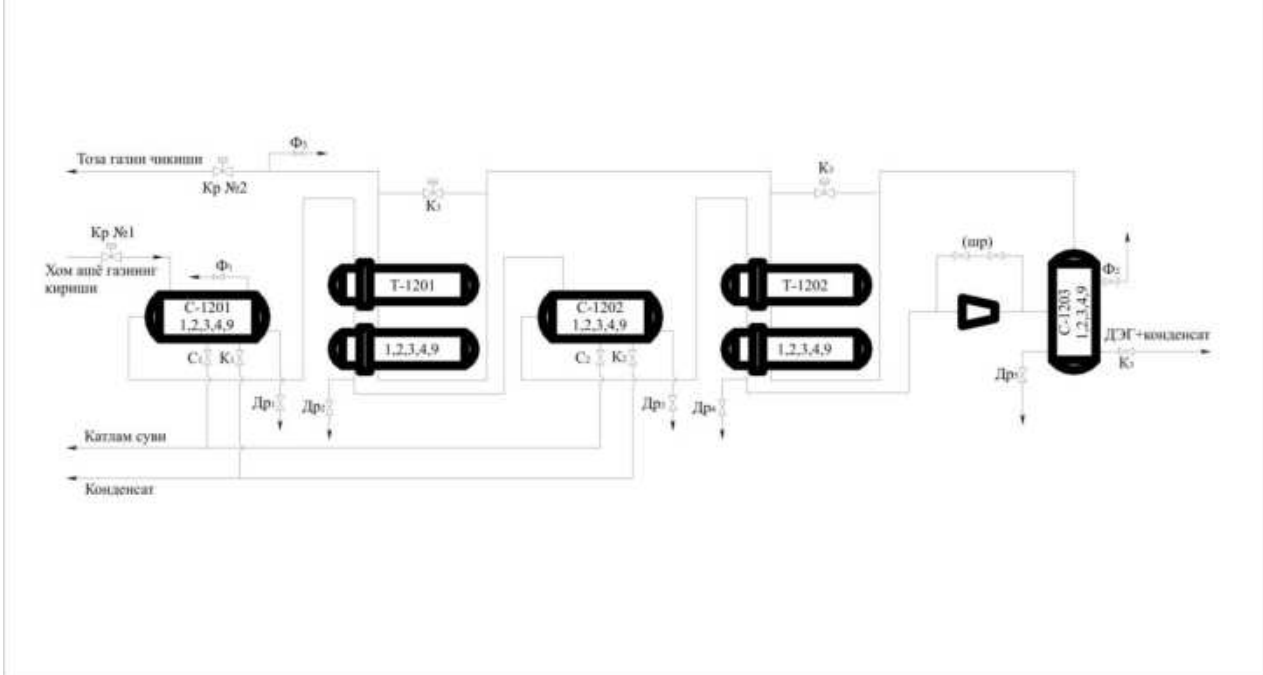 Ф₃
Тоза газни чикиши
Кр №2
К₃
К₃
Кр №1
Хом ашё газнинг
кириши
Ф₁
С-1201
1,2,3,4,9
Т-1201
1,2,3,4,9
С-1202
1,2,3,4,9
Т-1202
1,2,3,4,9
(шр)
С-1203
1,2,3,4,9
Ф₂
ДЭГ+конденсат
К₃
С₁
К₁
С₂
К₂
Др₁
Др₂
Др₃
Др₄
Др₅
Катлам суви
Конденсат